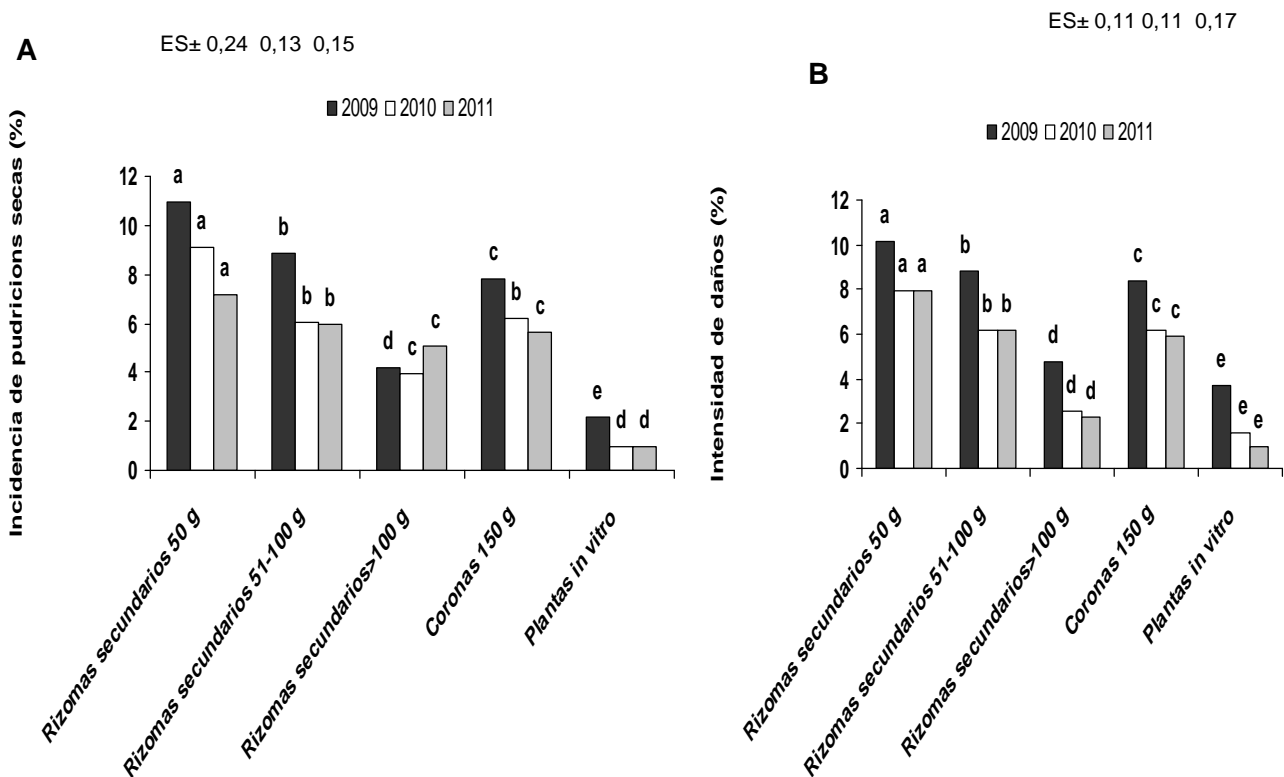 A
ES± 0,24 0,13 0,15
Incidencia de pudricions secas (%)
2009 2010 2011
12
10
8
6
4
2
0
a
a
a
b
b
b
d
c
c
c
b
c
e
d
d
Rizomas secundarios 50 g
Rizomas secundarios 51-100 g
Rizomas secundarios>100 g
Coronas 150 g
Plantas in vitro
ES± 0,11 0,11 0,17
B
Intensidad de daños (%)
2009 2010 2011
12
10
8
6
4
2
0
a
a
a
b
b
b
d
d
d
c
c
c
e
e
e
Rizomas secundarios 50 g
Rizomas secundarios 51-100 g
Rizomas secundarios>100 g
Coronas 150 g
Plantas in vitro